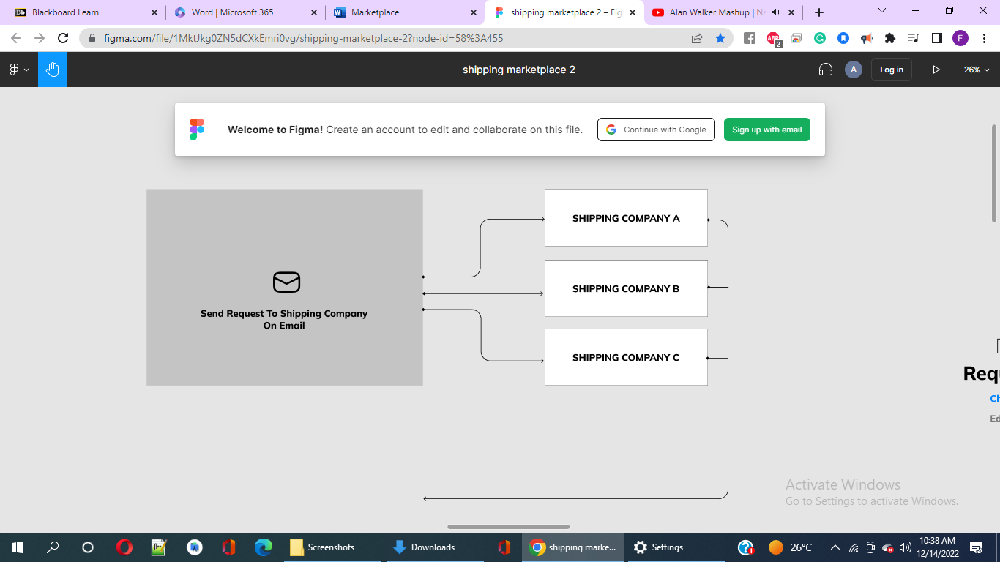 Bb Blackboard Learn
Word | Microsoft 365
Marketplace
shipping marketplace 2 – Fig
Alan Walker Mashup |
figma.com/file/1MktJkg0ZN5dCXkEmri0vg/shipping-marketplace-2?node-id=58%3A455
ABP
2
G
F
shipping marketplace 2
A
Log in
26%
Welcome to Figma! Create an account to edit and collaborate on this file.
Continue with Google
Sign up with email
SHIPPING COMPANY A
SHIPPING COMPANY B
Send Request To Shipping Company
On Email
SHIPPING COMPANY C
Activate Windows
Go to Settings to activate Windows.
Screenshots
Downloads
shipping marke...
Settings
26°C
10:38 AM
12/14/2022